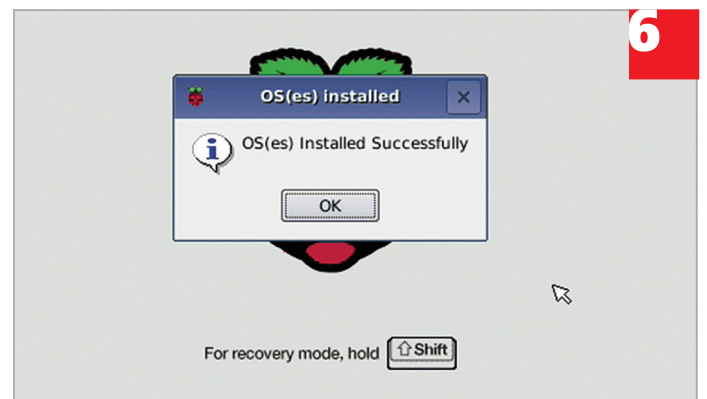 6
OS(es) installed
OS(es) Installed Successfully
OK
For recovery mode, hold Shift